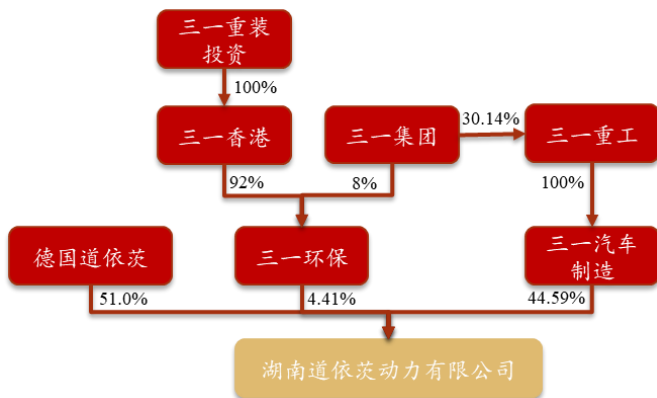 三一重装
投资
100%
三一香港
三一集团
30.14%
三一重工
92%
8%
100%
德国道依茨
三一环保
三一汽车
制造
51.0%
4.41%
44.59%
湖南道依茨动力有限公司